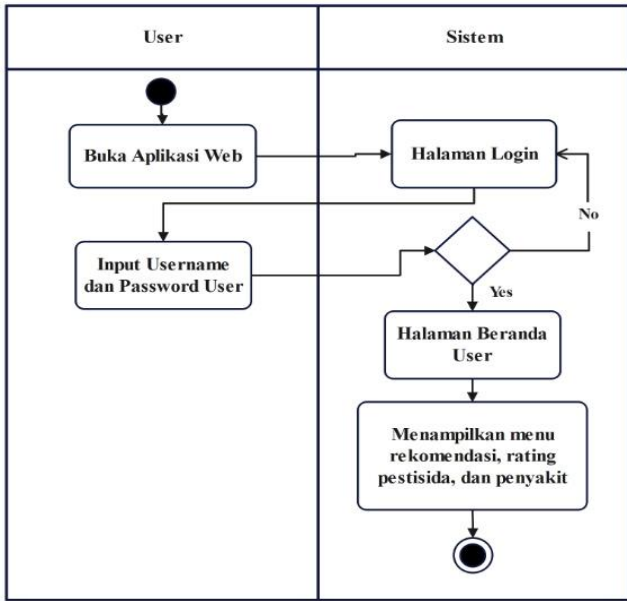 User
Sistem
Buka Aplikasi Web
Halaman Login
No
Input Username
dan Password User
Yes
Halaman Beranda
User
Menampilkan menu
rekomendasi, rating
pestisida, dan penyakit